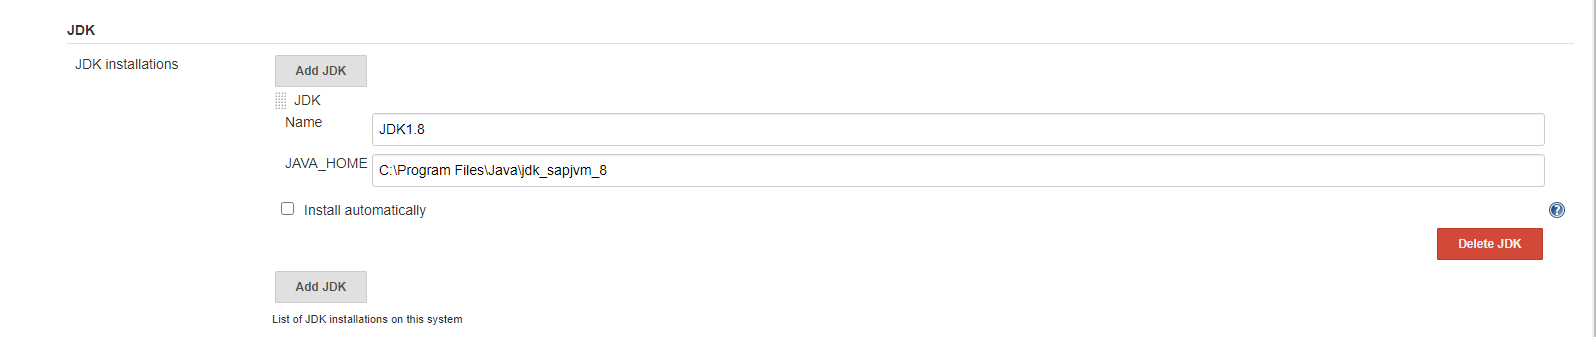 JDK
JDK installations
Add JDK
JDK
Name
JDK1.8
JAVA_HOME
C:\Program Files\Java\jdk_sapjvm_8
Install automatically
?
Delete JDK
Add JDK
List of JDK installations on this system